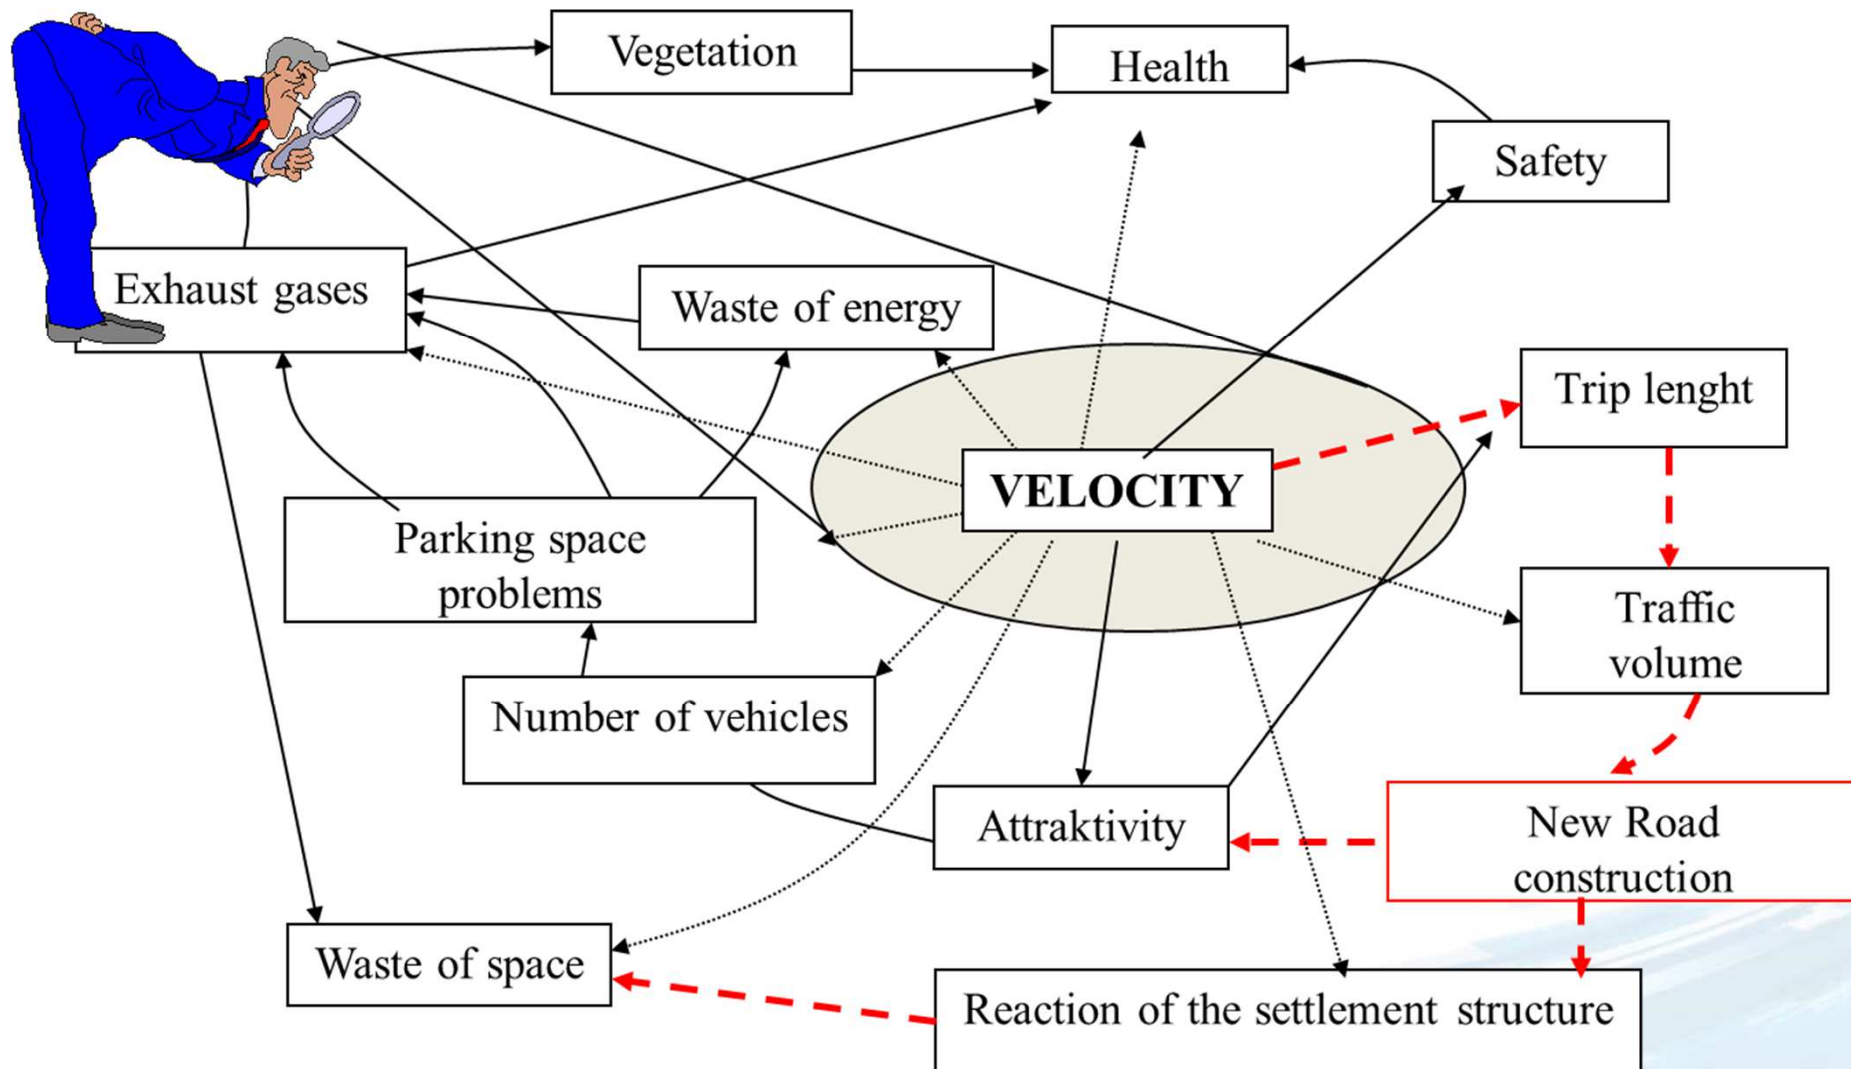 Vegetation
Health
Safety
Exhaust gases
Waste of energy
Trip lenght
VELOCITY
Parking space
problems
Traffic
volume
Number of vehicles
Attraktivity
New Road
construction
Waste of space
Reaction of the settlement structure